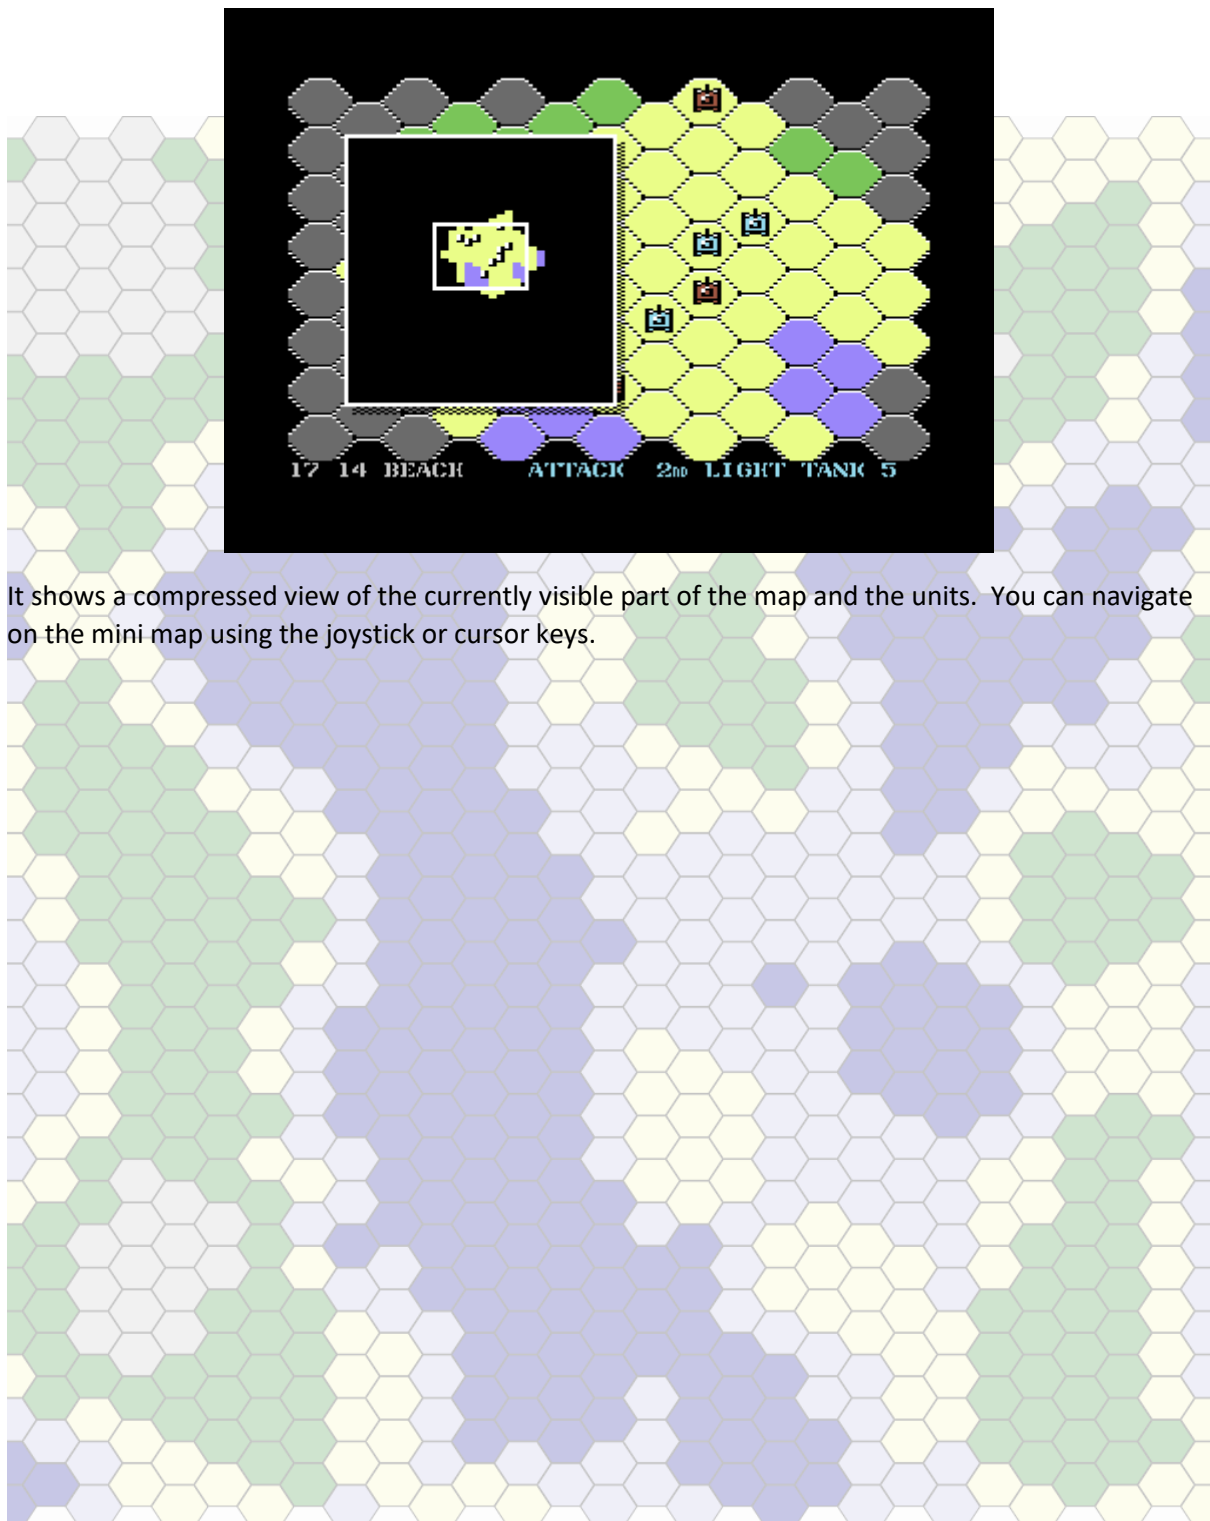 17 14 BEACH ATTACK 2ND LIGHT TANK 5
It shows a compressed view of the currently visible part of the map and the units. You can navigate
on the mini map using the joystick or cursor keys.